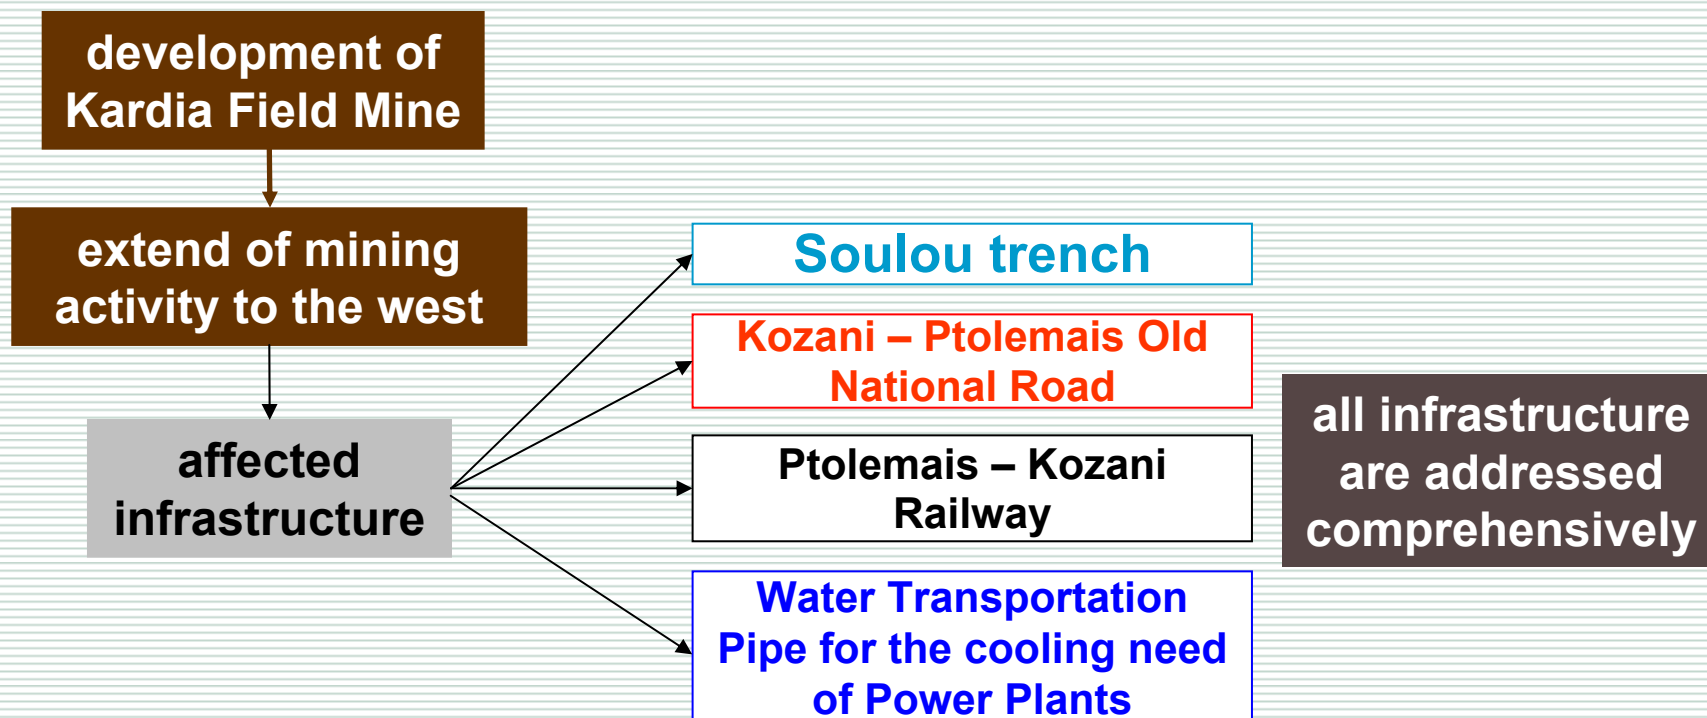 development of
Kardia Field Mine
extend of mining
activity to the west
affected
infrastructure
Soulou trench
Kozani – Ptolemais Old
National Road
Ptolemais – Kozani
Railway
Water Transportation
Pipe for the cooling need
of Power Plants
all infrastructure
are addressed
comprehensively